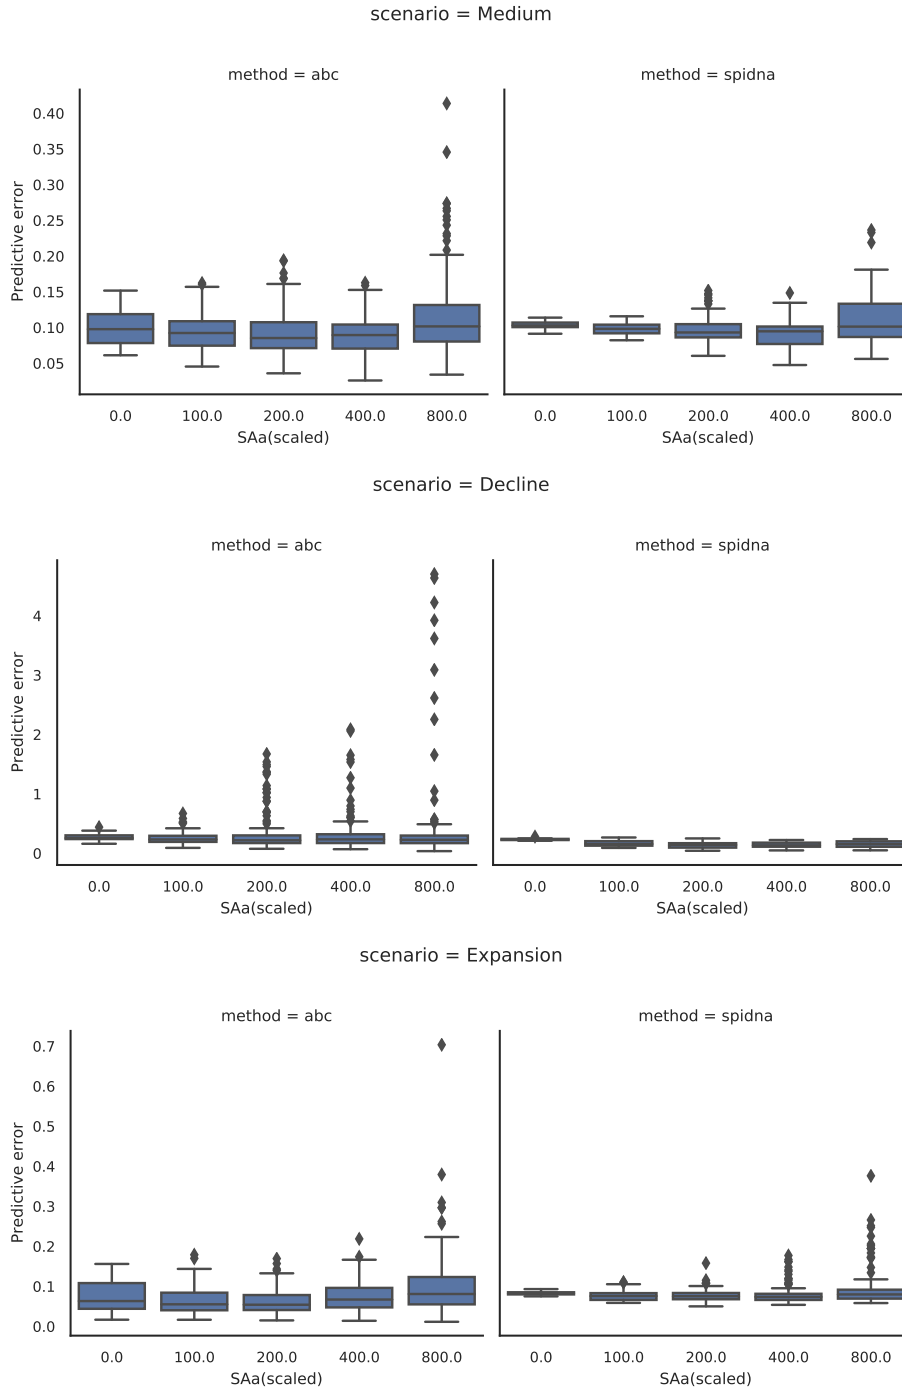 scenario = Medium
method = abc
method = spidna
Predictive error
0.40
0.35
0.30
0.25
0.20
0.15
0.10
0.05
0.0 100.0 200.0 400.0 800.0
SAa(scaled)
0.0 100.0 200.0 400.0 800.0
SAa(scaled)
scenario = Decline
method = abc
method = spidna
Predictive error
4
3
2
1
0
0.0 100.0 200.0 400.0 800.0
SAa(scaled)
0.0 100.0 200.0 400.0 800.0
SAa(scaled)
scenario = Expansion
method = abc
method = spidna
Predictive error
0.7
0.6
0.5
0.4
0.3
0.2
0.1
0.0
0.0 100.0 200.0 400.0 800.0
SAa(scaled)
0.0 100.0 200.0 400.0 800.0
SAa(scaled)